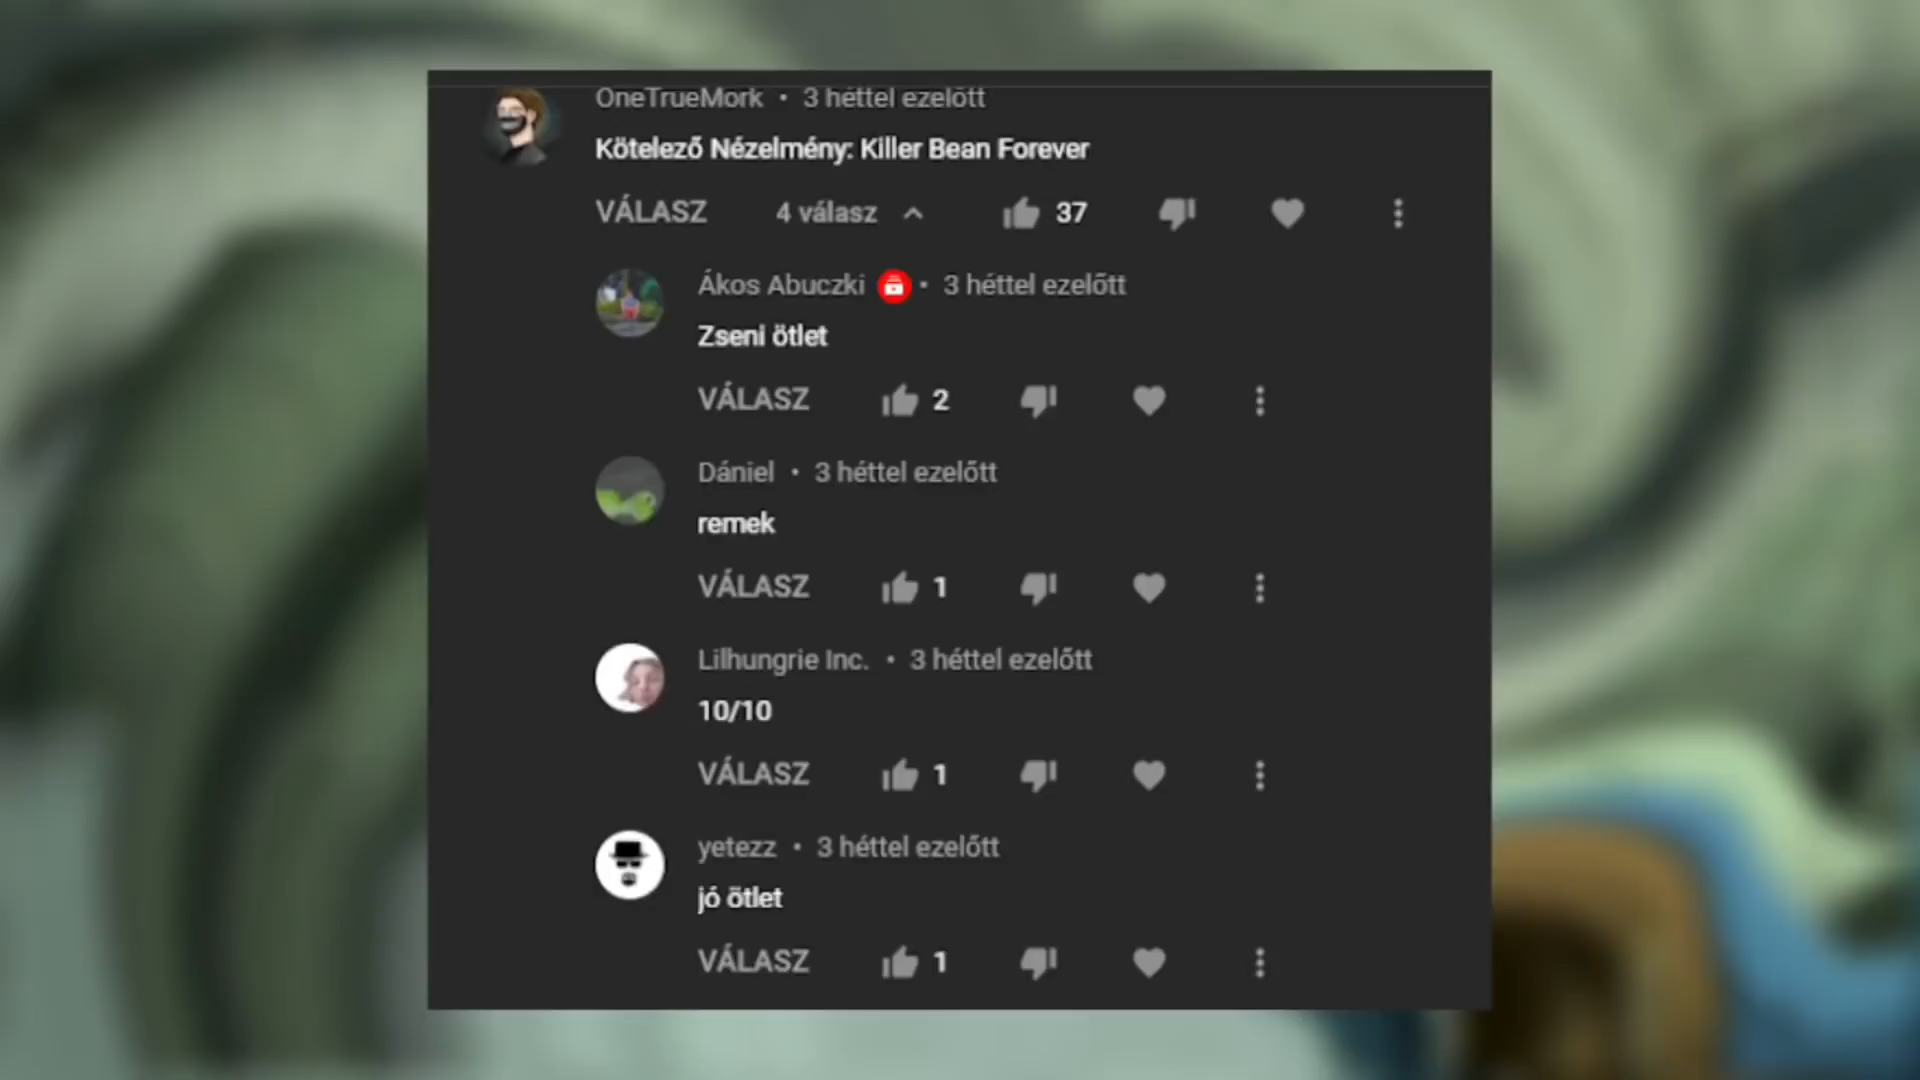 OneTrueMork • 3 héttel ezelőtt
Kötelező Nézelmény: Killer Bean Forever
VÁLASZ 4 válasz 37
Ákos Abuczki • 3 héttel ezelőtt
Zseni ötlet
VÁLASZ 2
Dániel • 3 héttel ezelőtt
remek
VÁLASZ 1
Lilhungrie Inc. • 3 héttel ezelőtt
10/10
VÁLASZ 1
yetezz • 3 héttel ezelőtt
jó ötlet
VÁLASZ 1